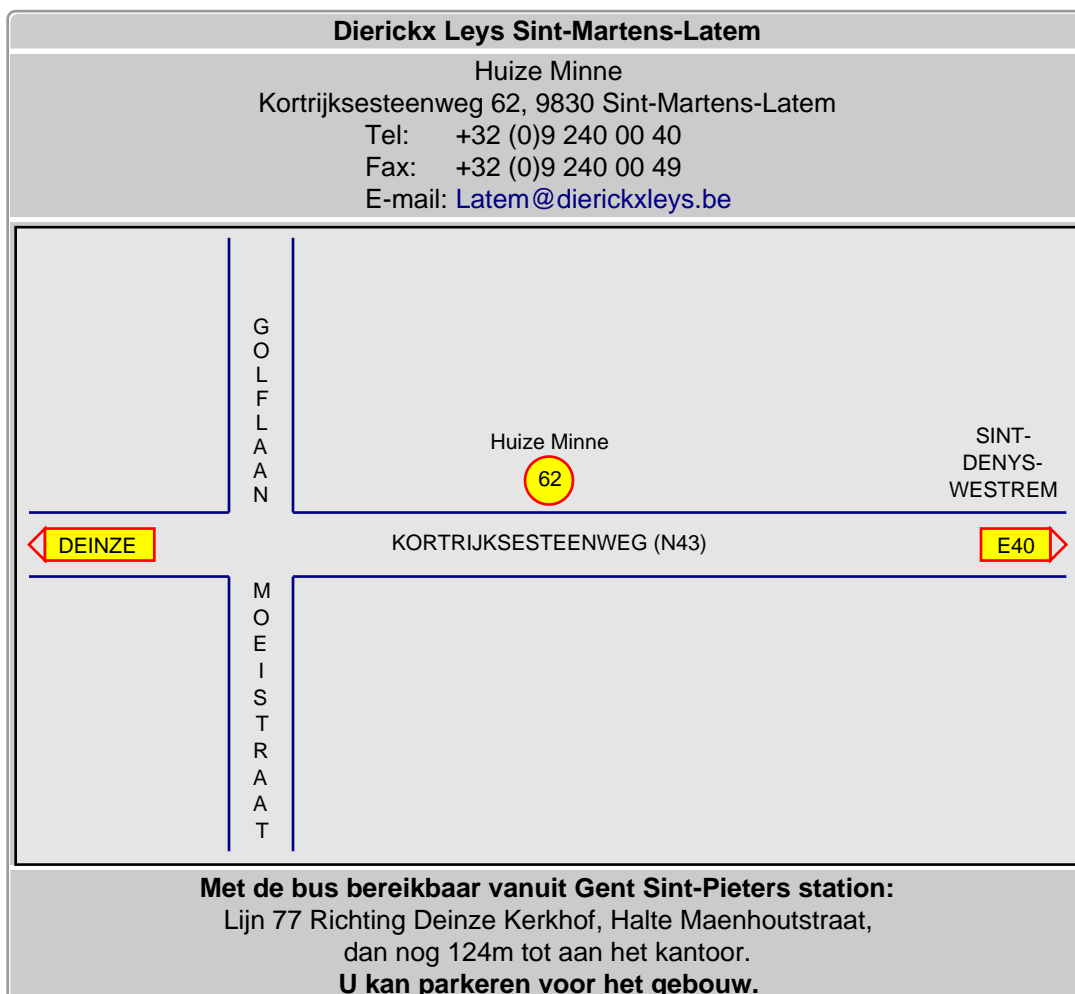 Dierickx Leys Sint-Martens-Latem
Huize Minne
Kortrijksesteenweg 62, 9830 Sint-Martens-Latem
Tel: +32 (0)9 240 00 40
Fax: +32 (0)9 240 00 49
E-mail: Latem@dierickxleys.be
GOLFLAAN
Huize Minne
62
SINT-
DENYS-
WESTREM
DEINZE
KORTRIJKSESTEENWEG (N43)
E40
MOEISTRAAT
Met de bus bereikbaar vanuit Gent Sint-Pieters station:
Lijn 77 Richting Deinze Kerkhof, Halte Maenhoutstraat,
dan nog 124m tot aan het kantoor.
U kan parkeren voor het gebouw.